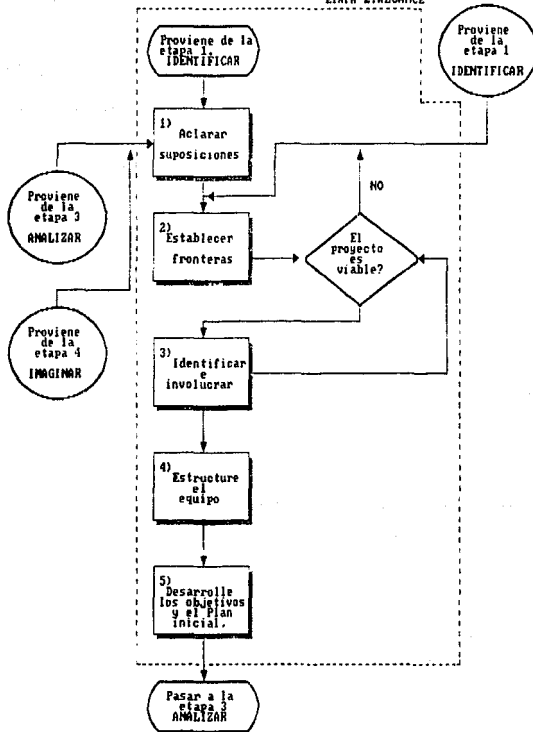 Proviene de la
etapa 1.
IDENTIFICAR
Proviene
de la
etapa 1
IDENTIFICAR
1)
Aclarar
suposiciones
Proviene
de la
etapa 3
ANALIZAR
NO
2)
Establecer
fronteras
El
proyecto
es
viable?
Proviene
de la
etapa 4
IMAGINAR
3)
Identificar
e
involucrar
4)
Estructure
el
equipo
5)
Desarrolle
los objetivos
y el Plan
inicial.
Pasar a la
etapa 3
ANALIZAR